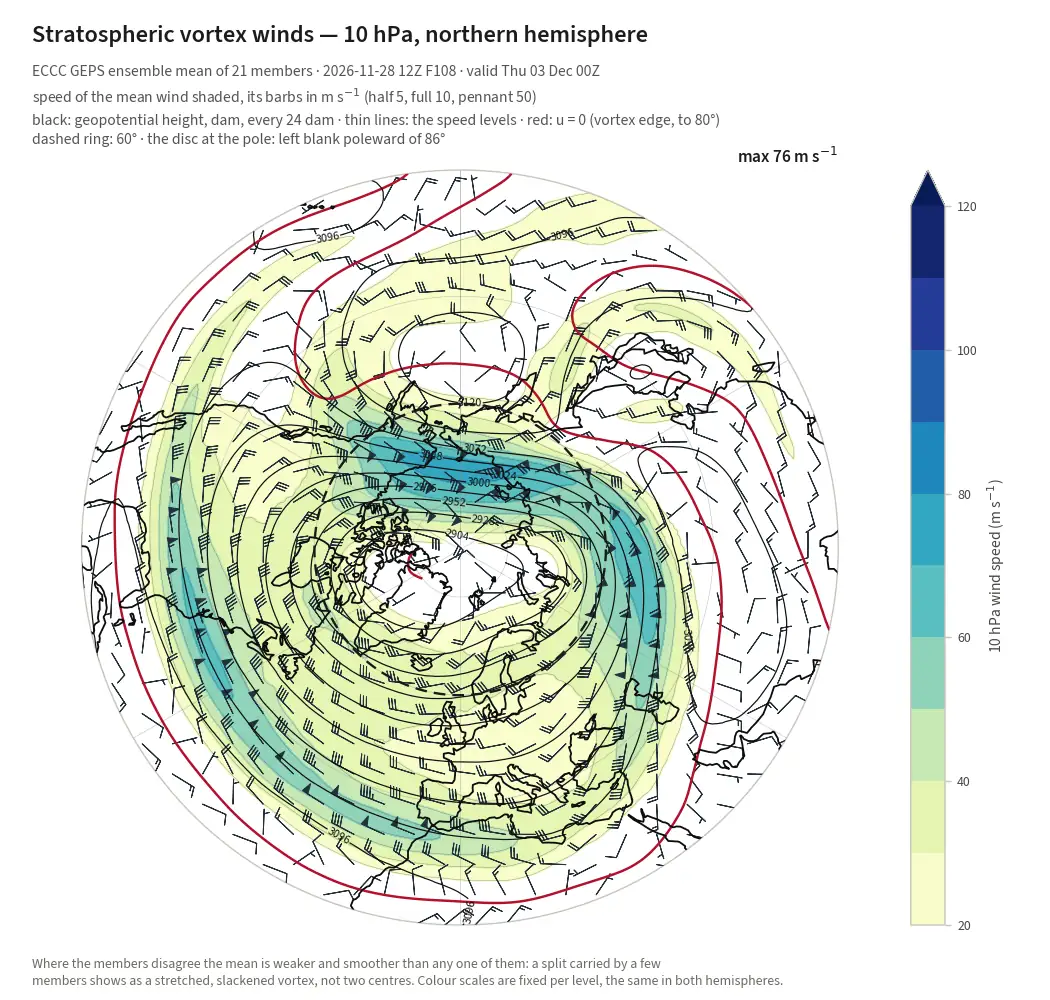 Stratospheric vortex winds — 10 hPa, northern hemisphere
ECCC GEPS ensemble mean of 21 members · 2026-11-28 12Z F108 · valid Thu 03 Dec 00Z
speed of the mean wind shaded, its barbs in m s⁻¹ (half 5, full 10, pennant 50)
black: geopotential height, dam, every 24 dam · thin lines: the speed levels · red: u = 0 (vortex edge, to 80°)
dashed ring: 60° · the disc at the pole: left blank poleward of 86°
max 76 m s⁻¹
120
100
80
60
40
20
10 hPa wind speed (m s⁻¹)
3096
3096
3072
3024
3000
2952
2904
3096
Where the members disagree the mean is weaker and smoother than any one of them: a split carried by a few
members shows as a stretched, slackened vortex, not two centres. Colour scales are fixed per level, the same in both hemispheres.